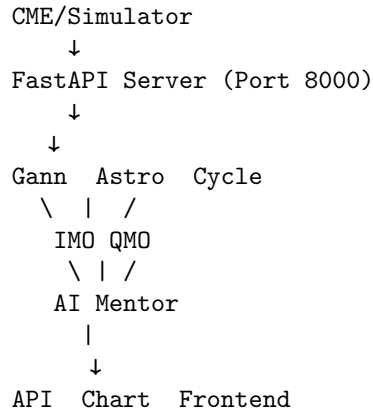 CME/Simulator
↓
FastAPI Server (Port 8000)
↓
↓
Gann Astro Cycle
\ | /
IMO QMO
\ | /
AI Mentor
|
↓
API Chart Frontend